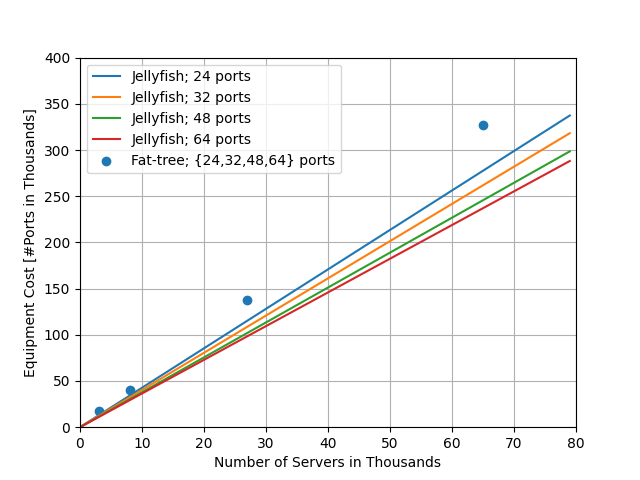 Jellyfish; 24 ports
Jellyfish; 32 ports
Jellyfish; 48 ports
Jellyfish; 64 ports
Fat-tree; {24,32,48,64} ports
400
350
300
250
200
150
100
50
0
Equipment Cost [#Ports in Thousands]
0 10 20 30 40 50 60 70 80
Number of Servers in Thousands